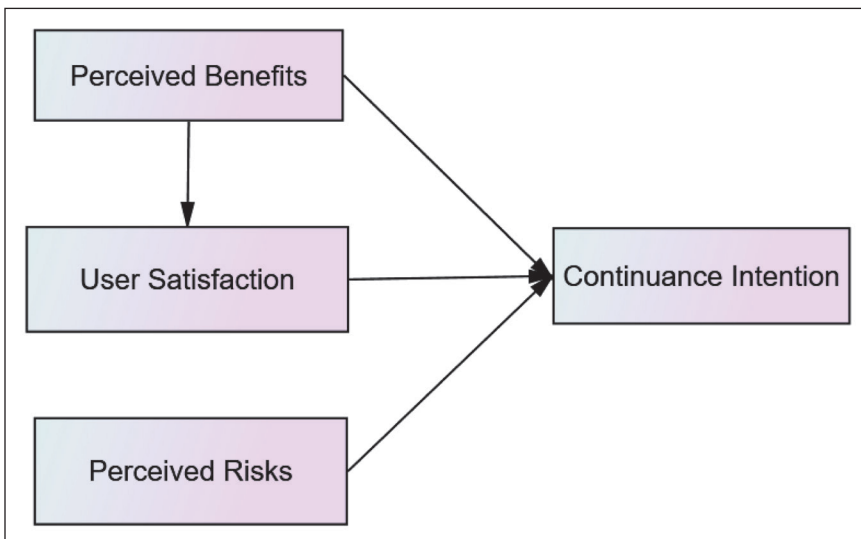 Perceived Benefits
User Satisfaction
Continuance Intention
Perceived Risks